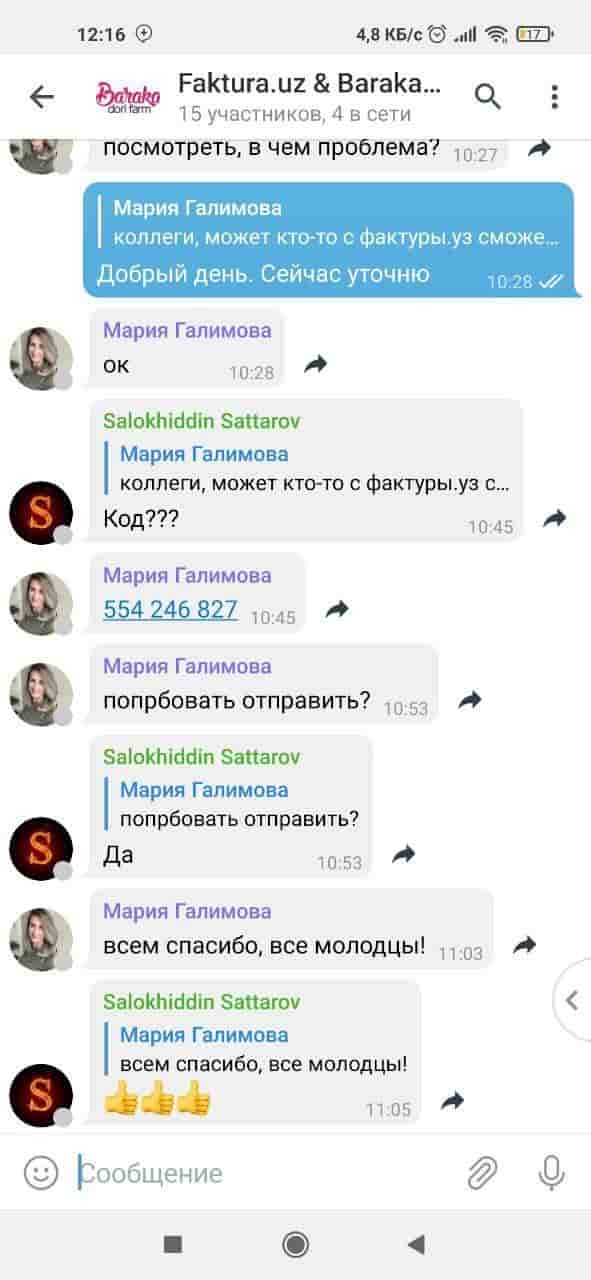 12:16 4,8 КБ/с 17
Baraka
dori farm
Faktura.uz & Baraka...
15 участников, 4 в сети
посмотреть, в чем проблема? 10:27
Мария Галимова
коллеги, может кто-то с фактуры.уз сможе...
Добрый день. Сейчас уточню 10:28
Мария Галимова
ок 10:28
Salokhiddin Sattarov
Мария Галимова
коллеги, может кто-то с фактуры.уз с...
Код??? 10:45
Мария Галимова
554 246 827 10:45
Мария Галимова
попрбовать отправить? 10:53
Salokhiddin Sattarov
Мария Галимова
попрбовать отправить?
Да 10:53
Мария Галимова
всем спасибо, все молодцы! 11:03
Salokhiddin Sattarov
Мария Галимова
всем спасибо, все молодцы!
👍👍👍 11:05
Сообщение